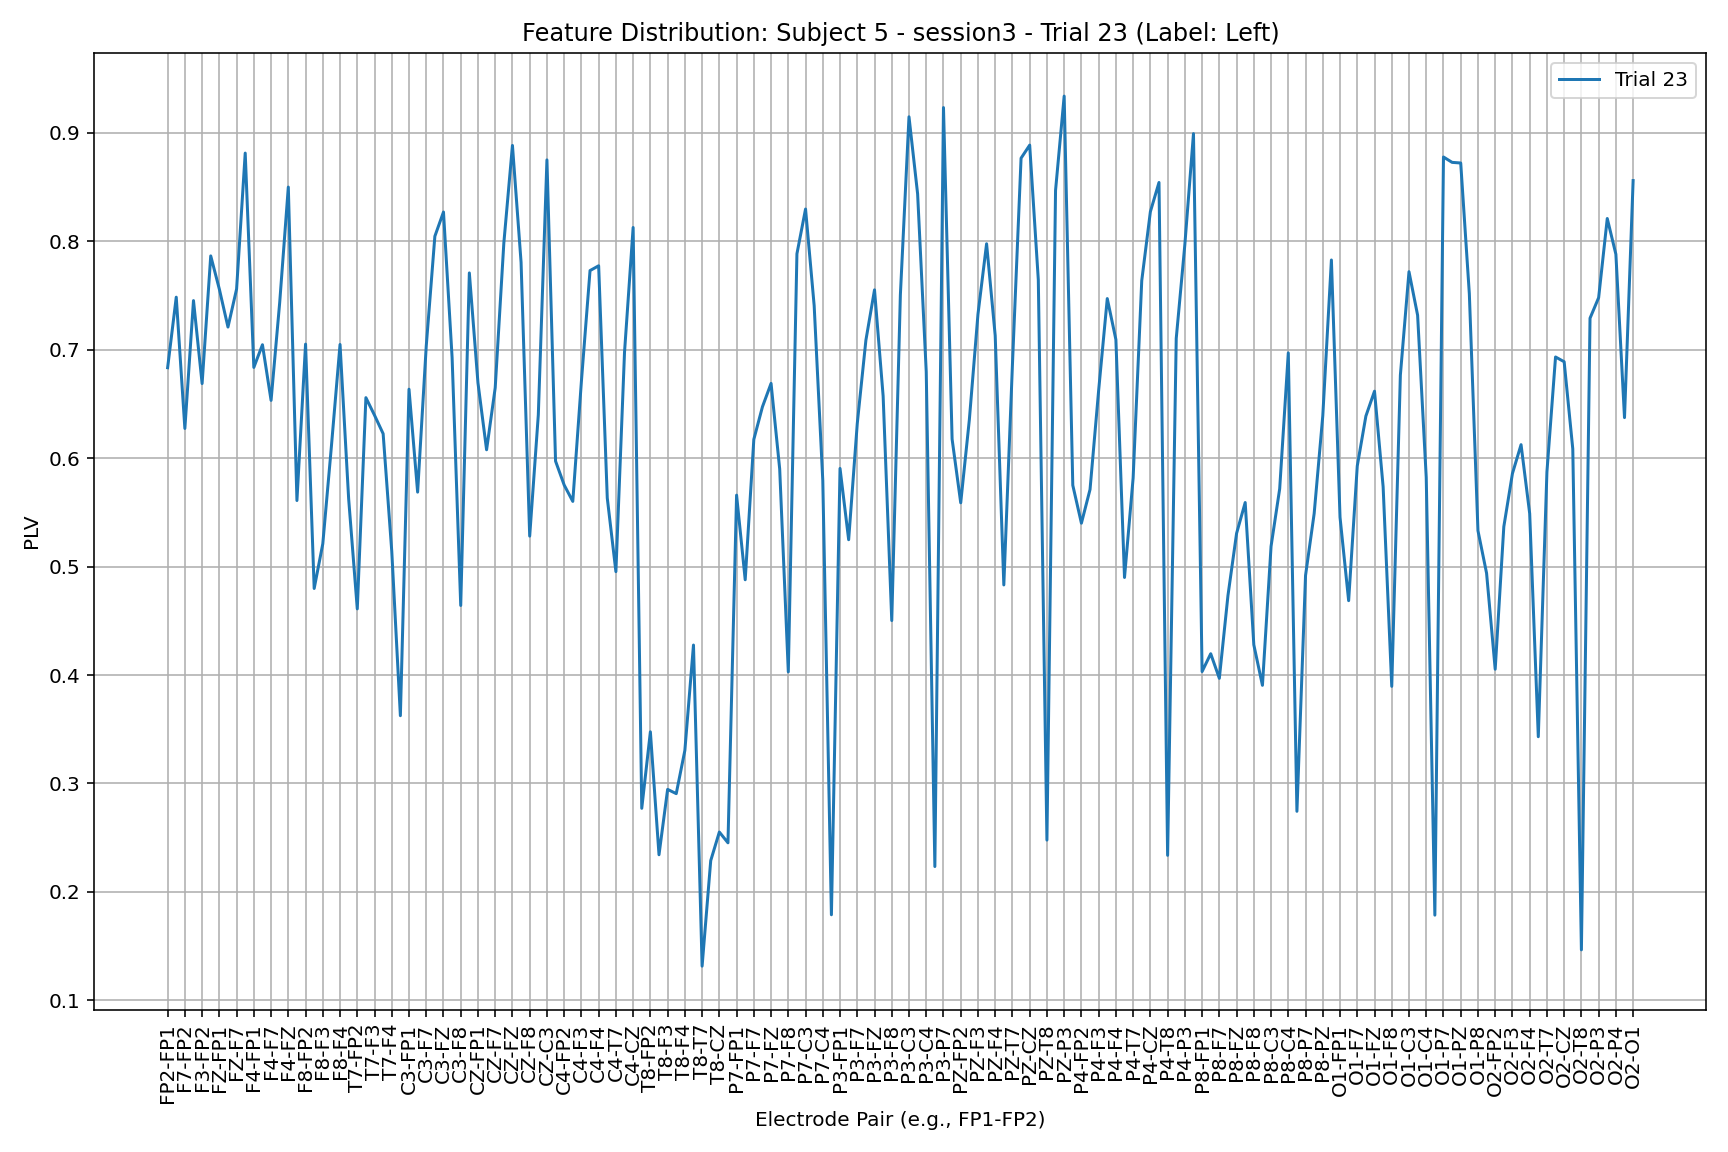 Feature Distribution: Subject 5 - session3 - Trial 23 (Label: Left)
Trial 23
PLV
0.9
0.8
0.7
0.6
0.5
0.4
0.3
0.2
0.1
FP2-FP1
F7-FP2
F3-FP2
FZ-FP1
FZ-F7
F4-FP1
F4-F7
F4-FZ
F8-FP2
F8-F3
F8-F4
T7-FP2
T7-F3
T7-F4
C3-FP1
C3-F7
C3-FZ
C3-F8
CZ-FP1
CZ-F7
CZ-FZ
CZ-F8
CZ-C3
C4-FP2
C4-F3
C4-F4
C4-T7
C4-CZ
T8-FP2
T8-F3
T8-F4
T8-T7
T8-CZ
P7-FP1
P7-F7
P7-FZ
P7-F8
P7-C3
P7-C4
P3-FP1
P3-F7
P3-FZ
P3-F8
P3-C3
P3-C4
P3-P7
PZ-FP2
PZ-F3
PZ-F4
PZ-T7
PZ-CZ
PZ-T8
PZ-P3
P4-FP2
P4-F3
P4-F4
P4-T7
P4-CZ
P4-T8
P4-P3
P8-FP1
P8-F7
P8-FZ
P8-F8
P8-C3
P8-C4
P8-P7
P8-PZ
O1-FP1
O1-F7
O1-FZ
O1-F8
O1-C3
O1-C4
O1-P7
O1-PZ
O1-P8
O2-FP2
O2-F3
O2-F4
O2-T7
O2-CZ
O2-T8
O2-P3
O2-P4
O2-O1
Electrode Pair (e.g., FP1-FP2)